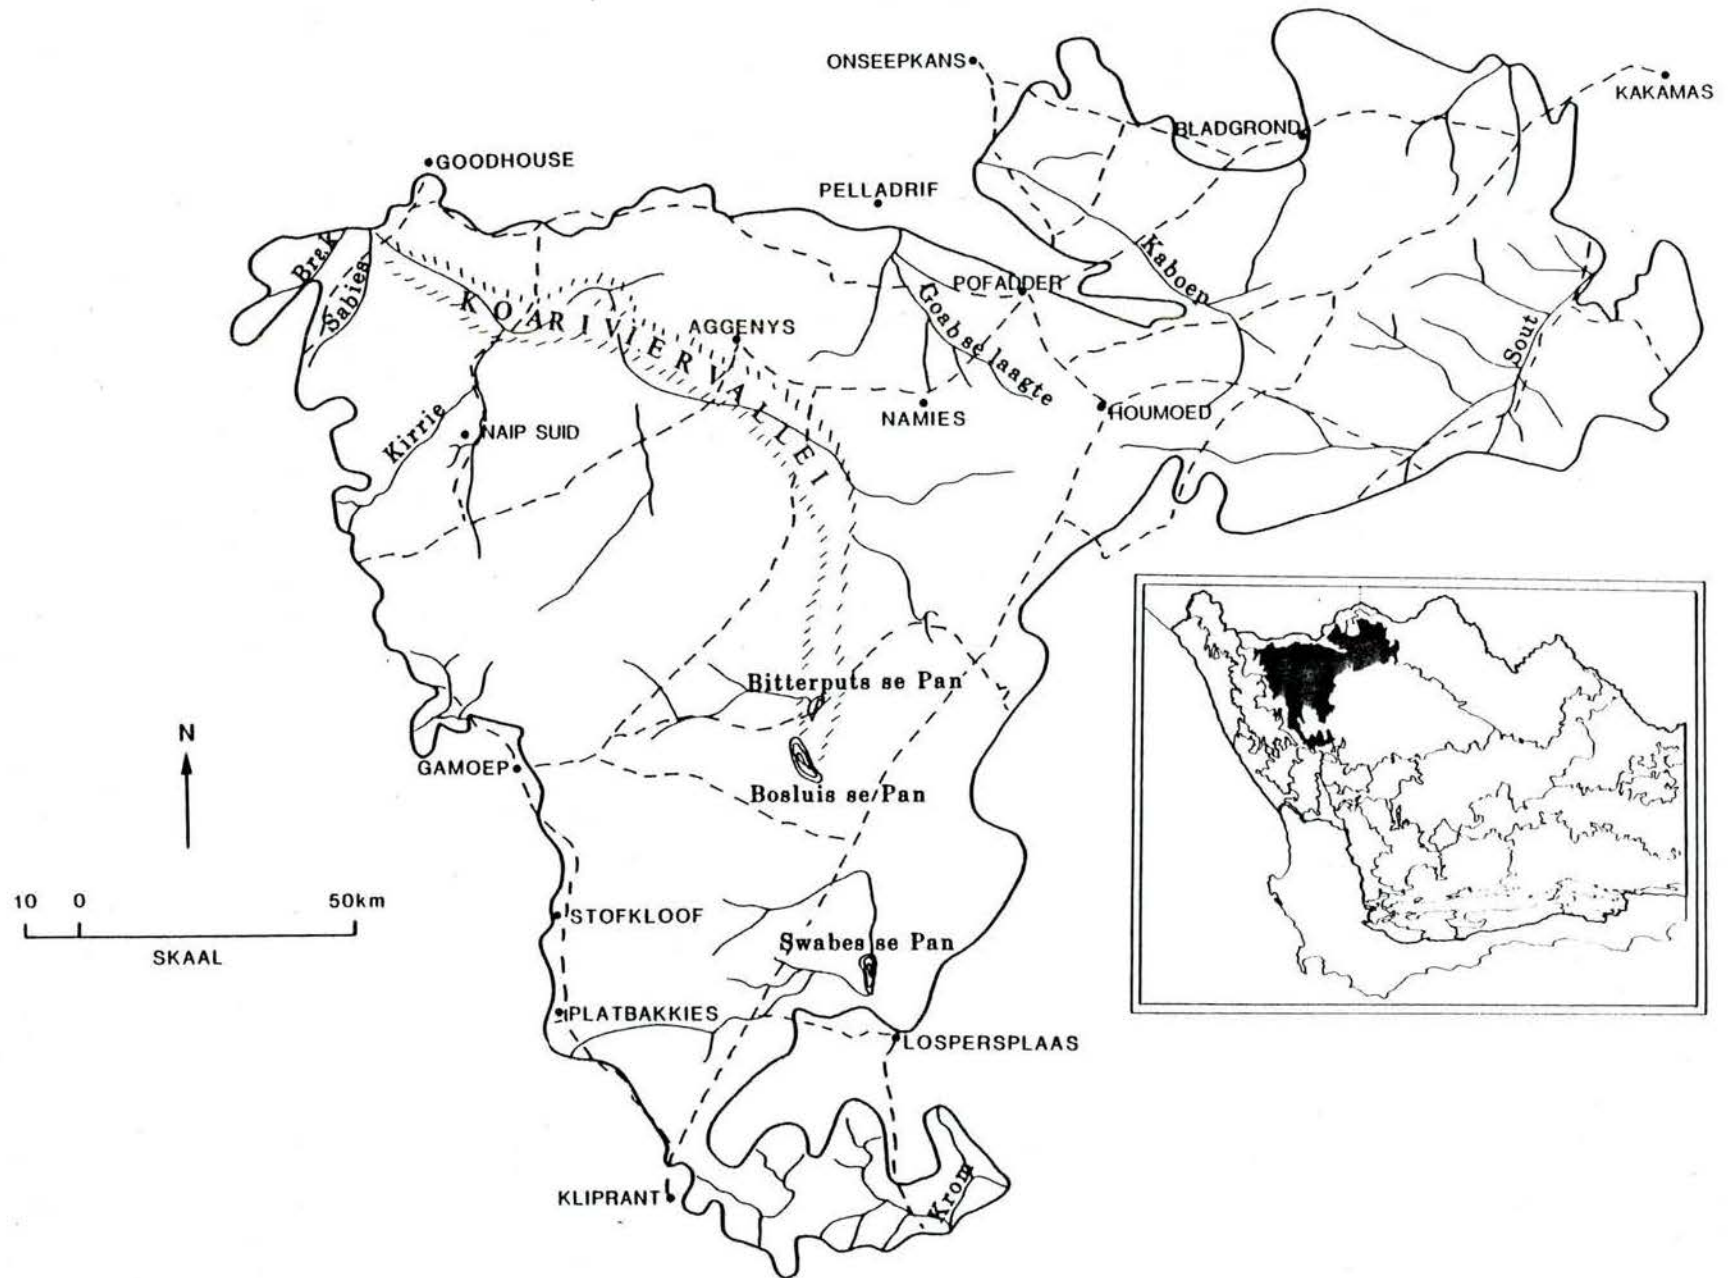 ONSEEPKANS
KAKAMAS
BLADGROND
GOODHOUSE
PELLADRIF
Brak
Sabies
Kaboep
POFADDER
KOARIVIERVALLEI
Goab se laagte
AGGENYS
Sout
NAMIES
HOUMOED
Kirrie
NAIP SUID
Bitterputs se Pan
N
GAMOEP
Bosluis se Pan
10 0 50km
SKAAL
STOFKLOOF
Swabes se Pan
PLATBAKKIES
LOSPERSPLAAS
Krom
KLIPRANT